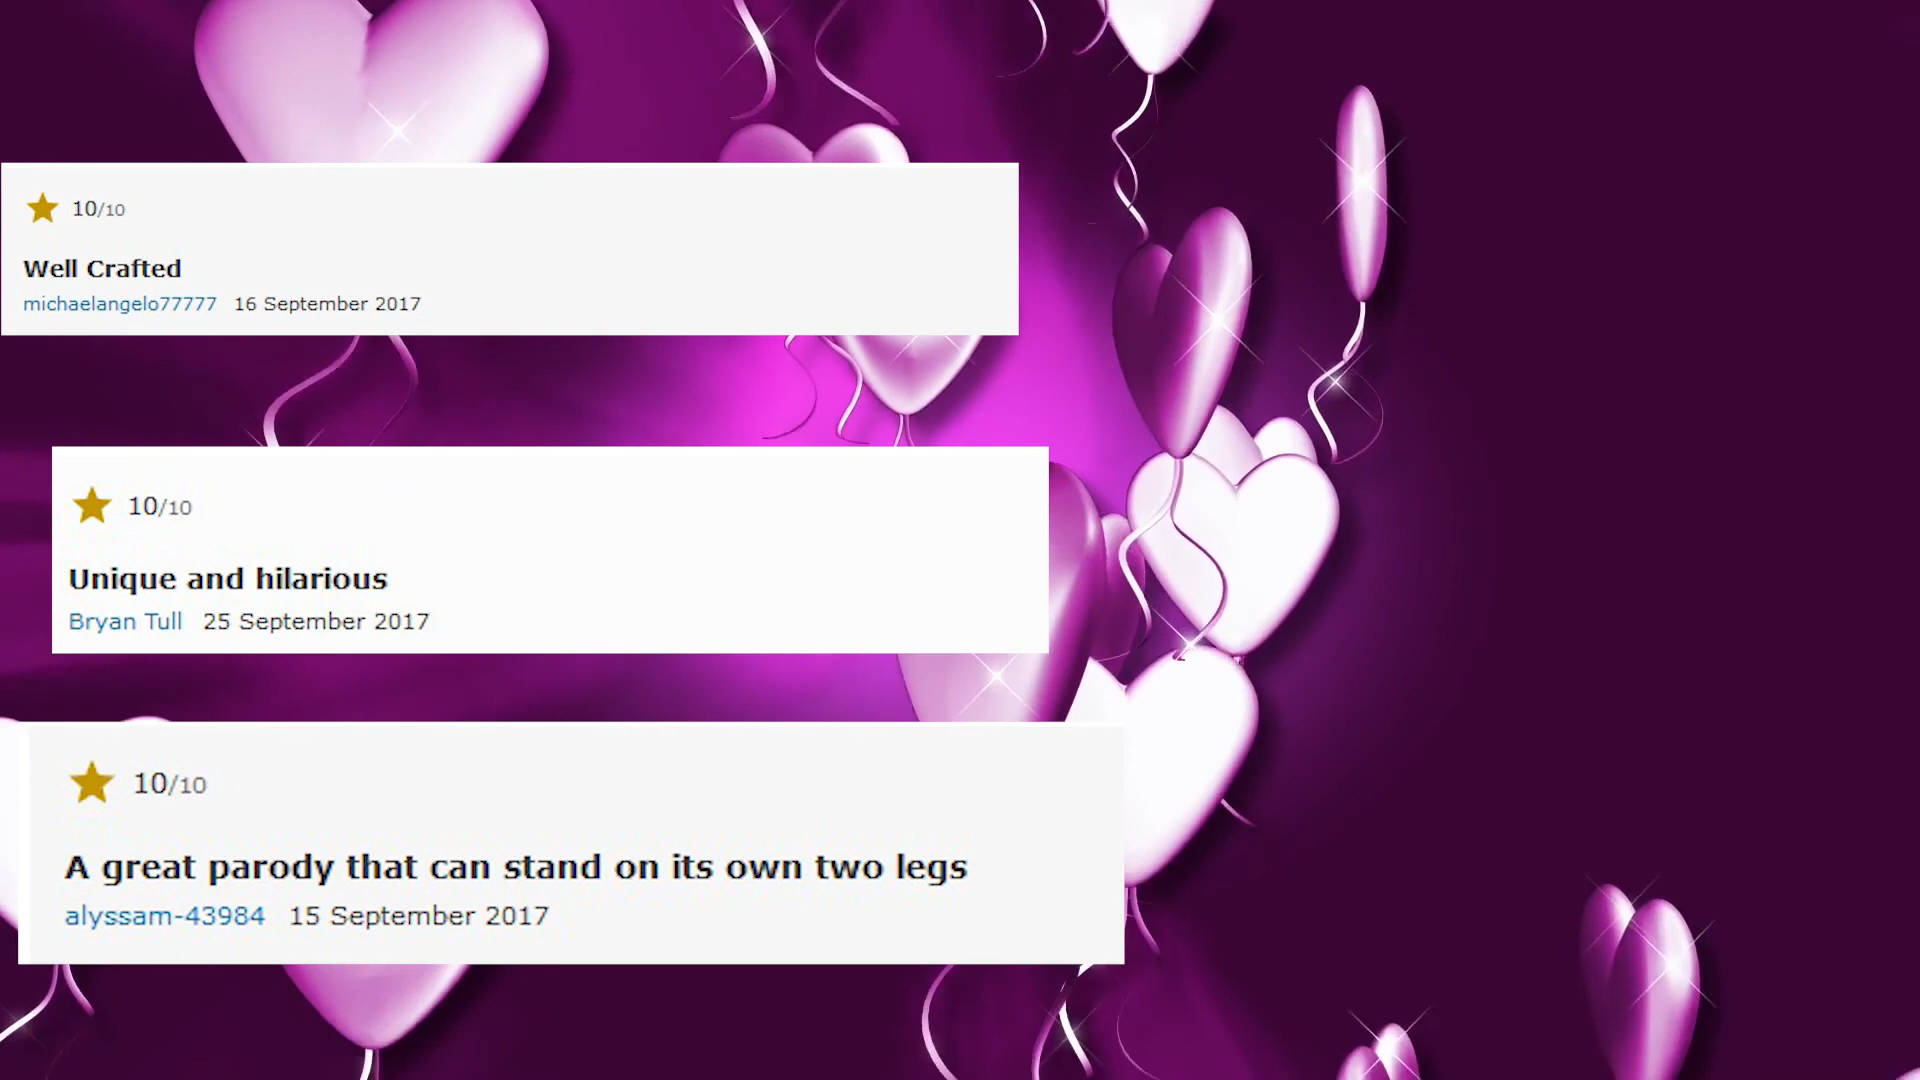 10/10
Well Crafted
michaelangelo77777 16 September 2017
10/10
Unique and hilarious
Bryan Tull 25 September 2017
10/10
A great parody that can stand on its own two legs
alyssam-43984 15 September 2017